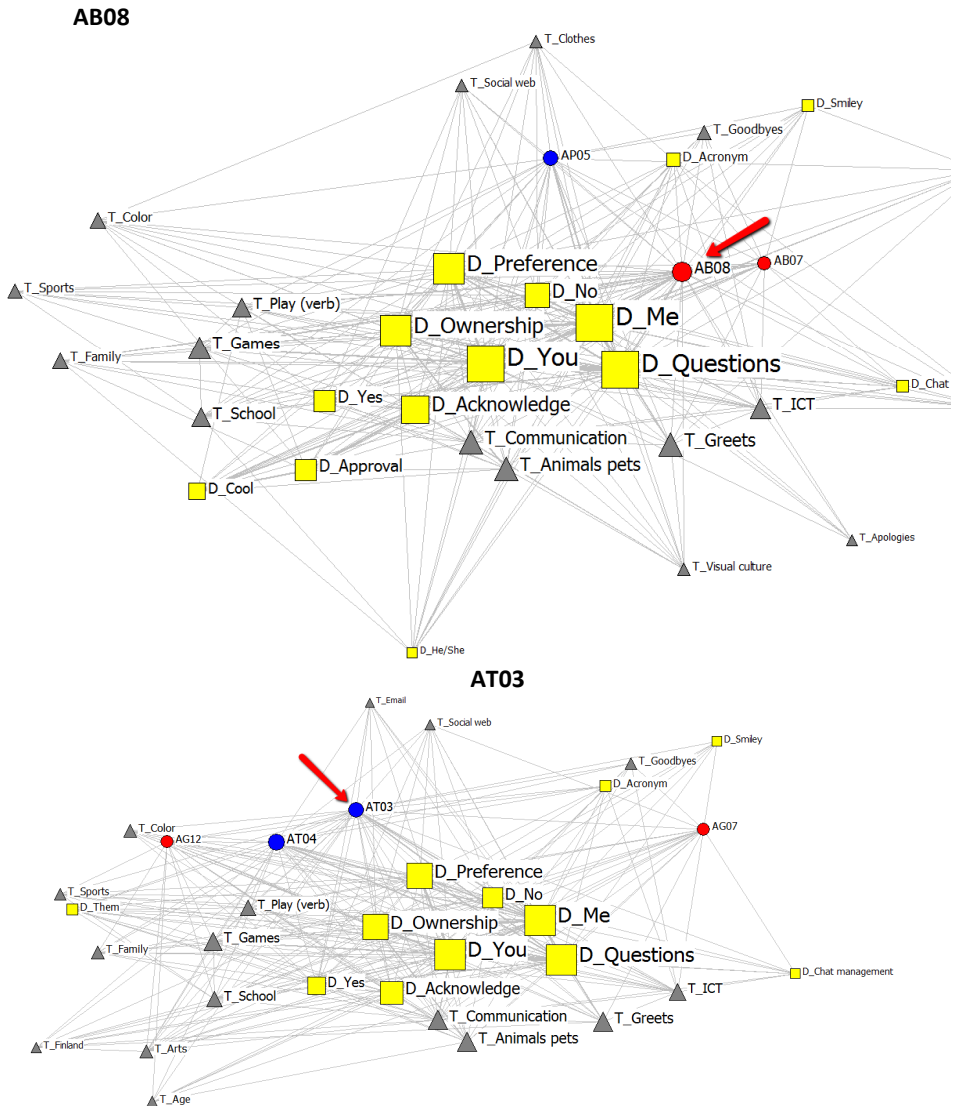 AB08
T_Clothes
T_Social web
D_Smiley
T_Goodbyes
AP05
D_Acronym
T_Color
D_Preference
AB08
AB07
T_Sports
D_No
T_Play (verb)
D_Ownership
D_Me
T_Games
T_Family
D_You
D_Questions
D_Chat
D_Yes
D_Acknowledge
T_ICT
T_School
T_Communication
T_Greets
D_Approval
T_Animals pets
D_Cool
T_Apologies
T_Visual culture
D_He/She
AT03
T_Email
T_Social web
D_Smiley
T_Goodbyes
D_Acronym
AT03
T_Color
AG12
AT04
AG07
D_Preference
T_Sports
D_No
D_Them
T_Play (verb)
D_Ownership
D_Me
T_Games
T_Family
D_You
D_Questions
D_Chat management
D_Yes
D_Acknowledge
T_ICT
T_School
T_Communication
T_Greets
T_Animals pets
T_Finland
T_Arts
T_Age